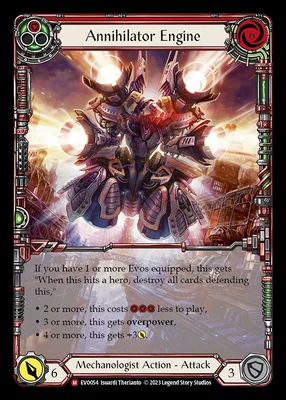 Annihilator Engine
If you have 1 or more Evos equipped, this gets
"When this hits a hero, destroy all cards defending
this,"
• 2 or more, this costs less to play,
• 3 or more, this gets overpower,
• 4 or more, this gets +3
6
Mechanologist Action - Attack
3
M EVO054 Isuardi Therianto © 2023 Legend Story Studios